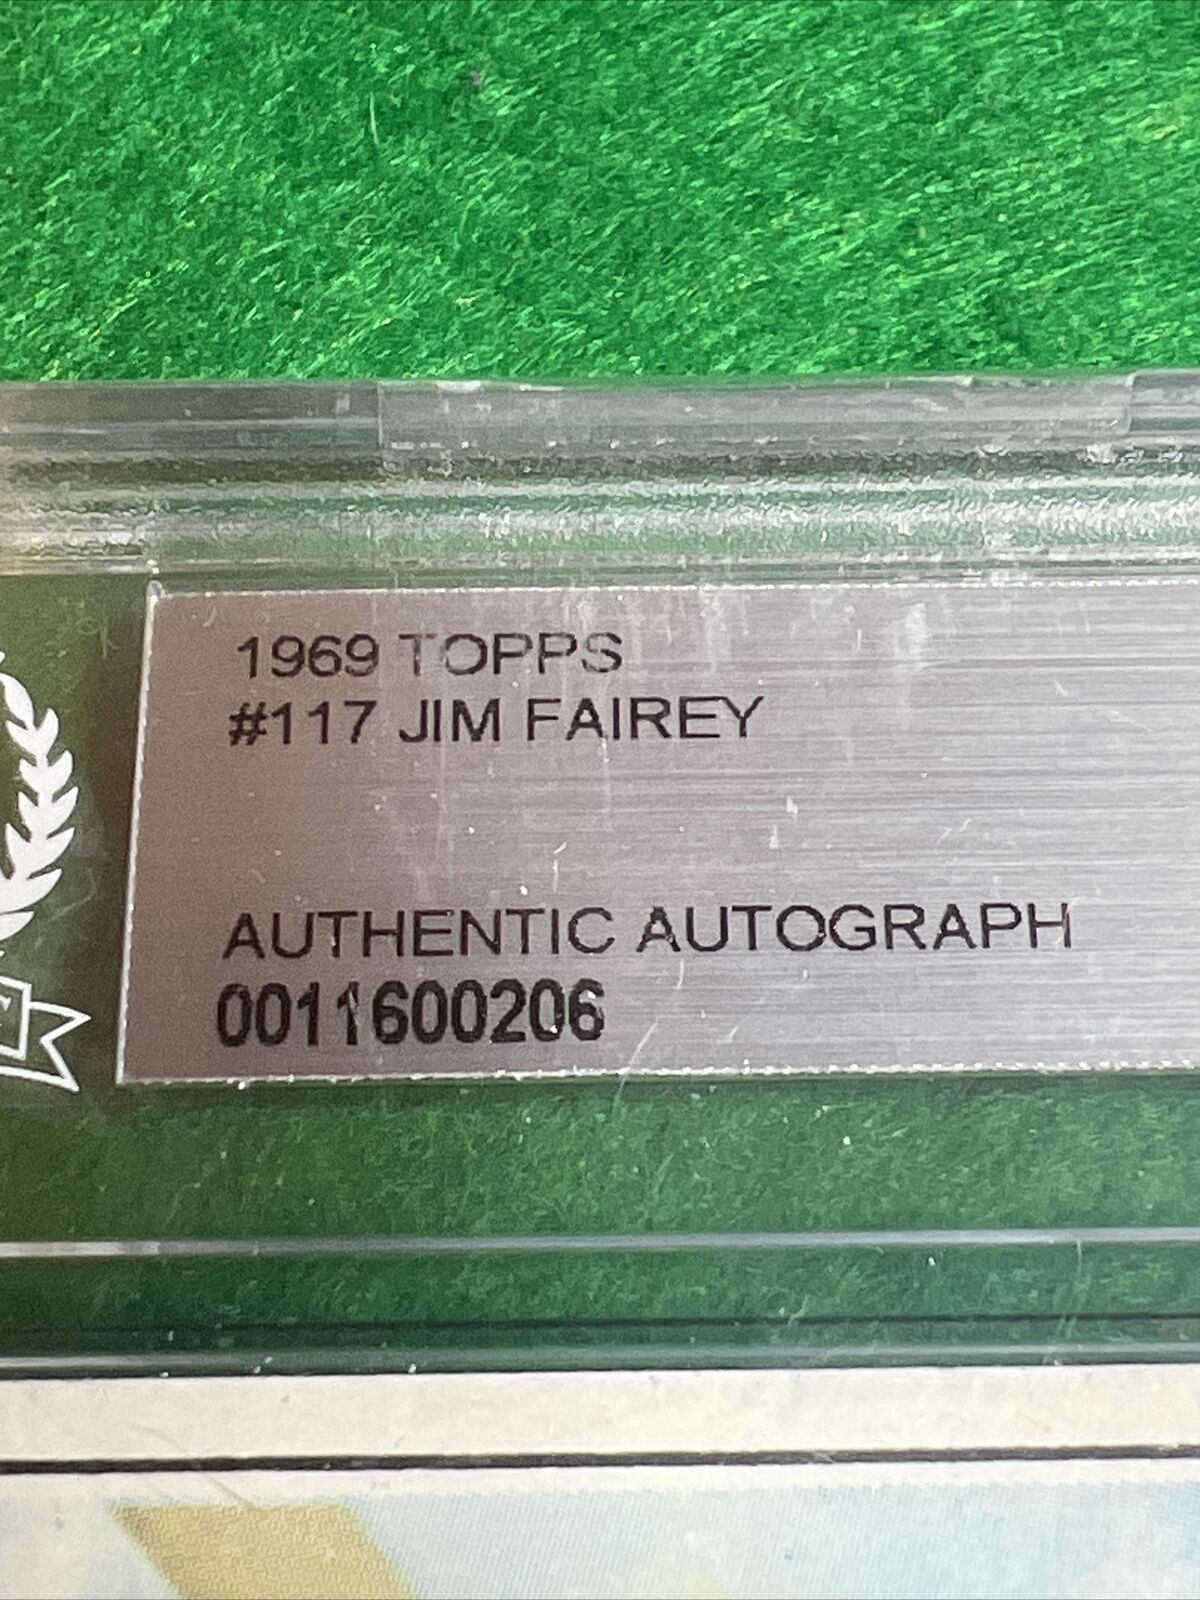 1969 TOPPS
#117 JIM FAIREY
AUTHENTIC AUTOGRAPH
0011600206